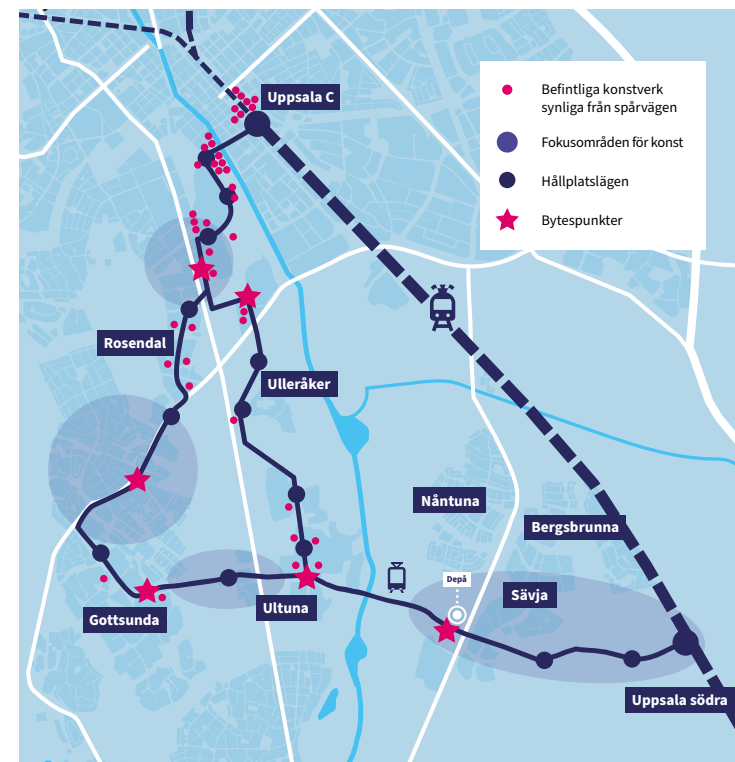 Uppsala C
Befintliga konstverk
synliga från spårvägen
Fokusområden för konst
Hållplatslägen
Bytespunkter
Rosendal
Ulleråker
Nåntuna
Bergsbrunna
Depå
Sävja
Ultuna
Gottsunda
Uppsala södra